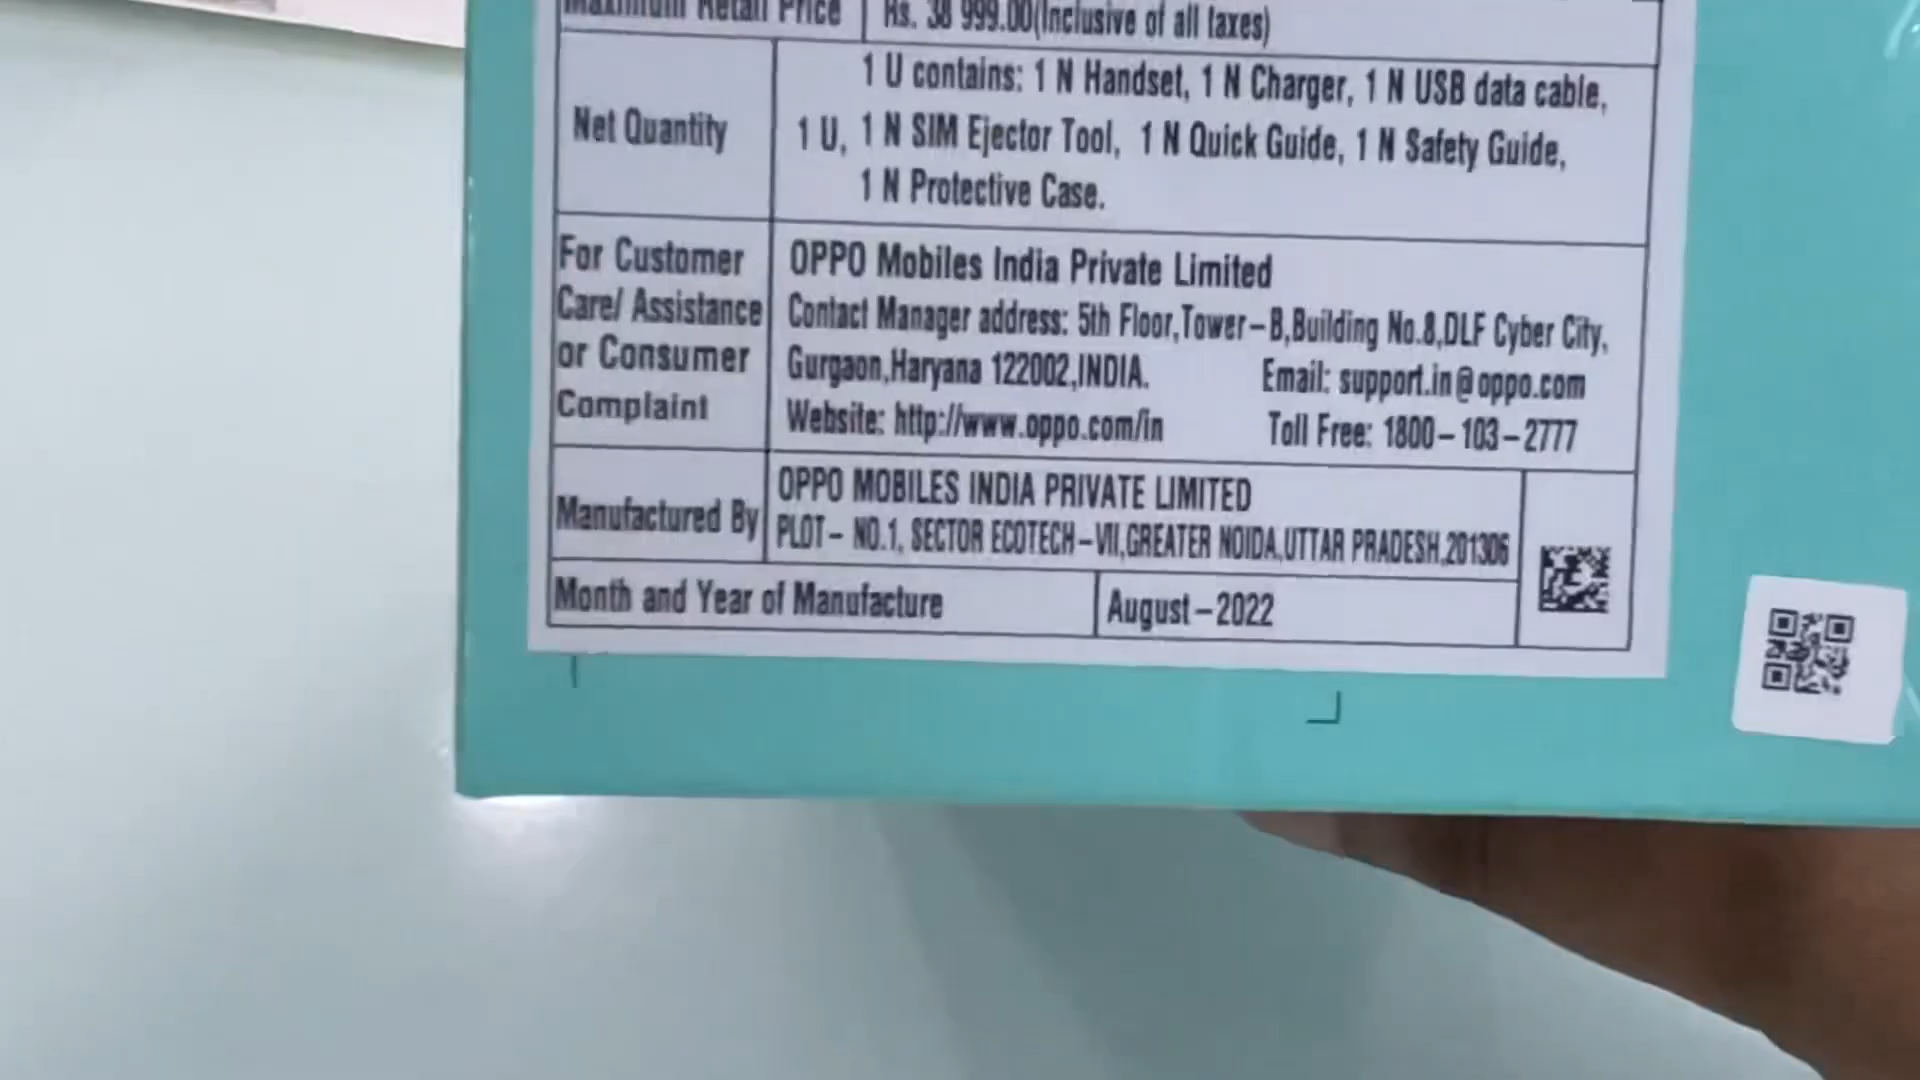 Maximum Retail Price Rs. 38 999.00(Inclusive of all taxes)
1 U contains: 1 N Handset, 1 N Charger, 1 N USB data cable,
Net Quantity 1 U, 1 N SIM Ejector Tool, 1 N Quick Guide, 1 N Safety Guide,
1 N Protective Case.
For Customer Care/ Assistance or Consumer Complaint
OPPO Mobiles India Private Limited
Contact Manager address: 5th Floor,Tower-B,Building No.8,DLF Cyber City,
Gurgaon,Haryana 122002,INDIA. Email: support.in@oppo.com
Website: http://www.oppo.com/in Toll Free: 1800-103-2777
Manufactured By
OPPO MOBILES INDIA PRIVATE LIMITED
PLOT- NO.1, SECTOR ECOTECH-VII,GREATER NOIDA,UTTAR PRADESH,201306
Month and Year of Manufacture August-2022